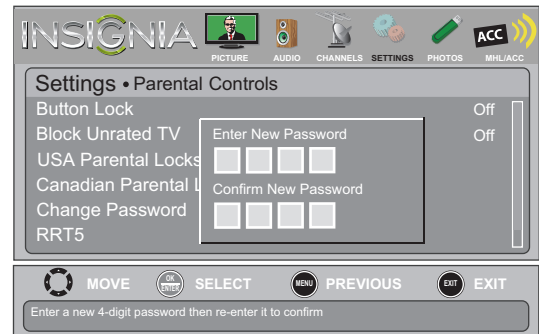 INSIGNIA
PICTURE AUDIO CHANNELS SETTINGS PHOTOS ACC MHL/ACC
Settings • Parental Controls
Button Lock Off
Block Unrated TV Off
USA Parental Locks
Canadian Parental L
Change Password
RRT5
Enter New Password
Confirm New Password
MOVE OK ENTER SELECT MENU PREVIOUS EXIT EXIT
Enter a new 4-digit password then re-enter it to confirm